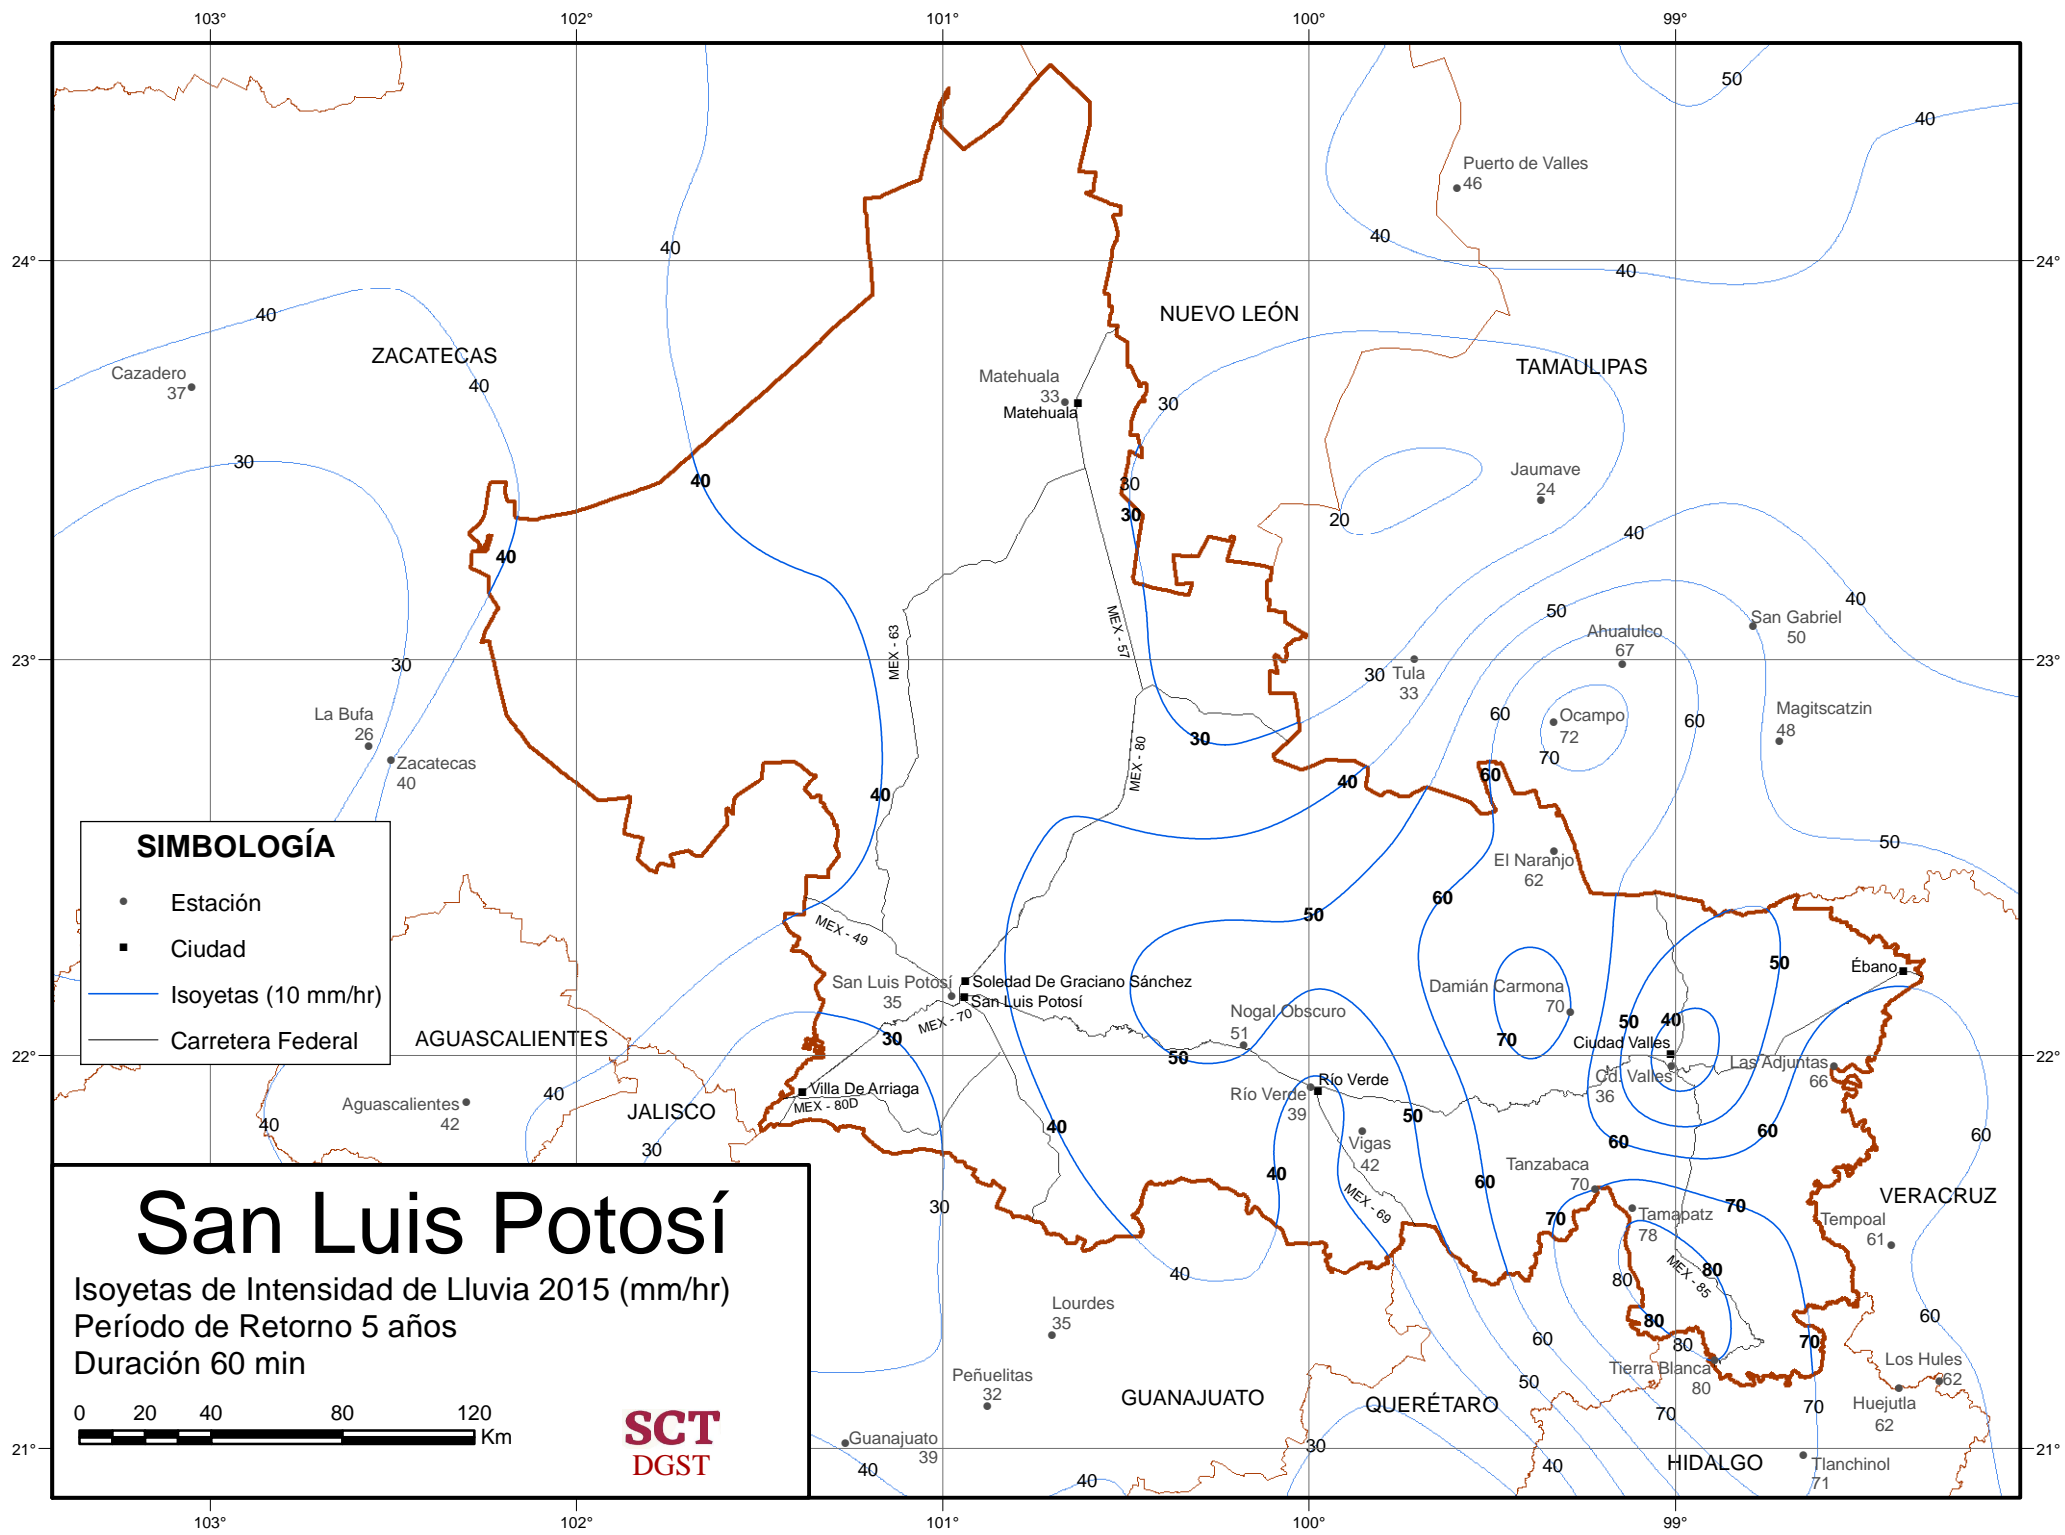 103° 102° 101° 100° 99°
50
40
Puerto de Valles
46
40
40
24° 24°
40
40
NUEVO LEÓN
40
ZACATECAS
TAMAULIPAS
Cazadero
37
40
Matehuala
33
Matehuala
30
30
40
Jaumave
24
30
30
20
40
40
50
40
San Gabriel
50
MEX - 63
MEX - 57
Ahualulco
67
23° 23°
30
30
Tula
33
La Bufa
26
Zacatecas
40
30
60
Ocampo
72
60
Magitscatzin
48
70
MEX - 80
60
40
40
SIMBOLOGÍA
Estación
Ciudad
Isoyetas (10 mm/hr)
Carretera Federal
50
El Naranjo
62
60
50
MEX - 49
50
Ébano
San Luis Potosí
35
Soledad De Graciano Sánchez
San Luis Potosí
MEX - 70
Damián Carmona
70
Nogal Obscuro
51
50
40
30
70
Ciudad Valles
AGUASCALIENTES
22° 22°
50
Las Adjuntas
66
Cd. Valles
36
Río Verde
Río Verde
39
Villa De Arriaga
MEX - 80D
40
Aguascalientes
42
JALISCO
40
30
40
50
Vigas
42
60
60
60
Tanzabaca
70
40
60
MEX - 69
VERACRUZ
30
70
70
Tamapatz
78
Tempoal
61
San Luis Potosí
Isoyetas de Intensidad de Lluvia 2015 (mm/hr)
Período de Retorno 5 años
Duración 60 min
0 20 40 80 120
Km
SCT
DGST
40
80
80
MEX - 85
Lourdes
35
80
60
60
80
70
Tierra Blanca
80
Los Hules
62
Peñuelitas
32
50
GUANAJUATO
QUERÉTARO
70
70
Huejutla
62
Guanajuato
39
30
21° 21°
40
40
40
HIDALGO
Tlanchinol
71
103° 102° 101° 100° 99°